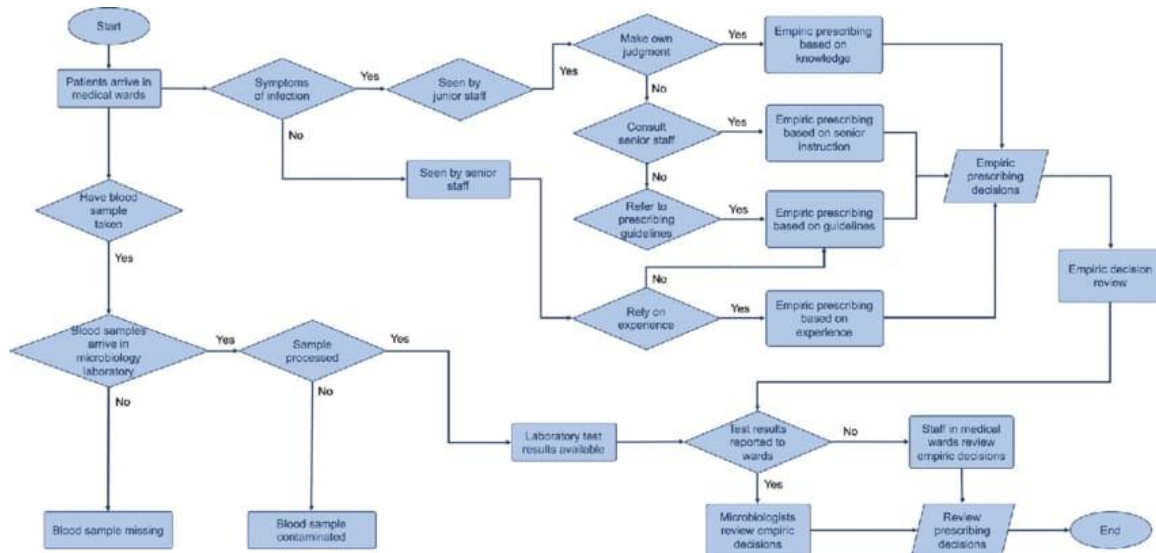 Start
Patients arrive in
medical wards
Symptoms
of infection
Yes
No
Seen by
junior staff
Yes
Make own
judgment
Yes
No
Empiric prescribing
based on
knowledge
Consult
senior staff
Yes
No
Empiric prescribing
based on senior
instruction
Seen by senior
staff
Refer to
prescribing
guidelines
Yes
Empiric prescribing
based on guidelines
Empiric
prescribing
decisions
Have blood
sample
taken
Yes
No
Rely on
experience
Yes
Empiric prescribing
based on
experience
Empiric decision
review
Blood samples
arrive in
microbiology
laboratory
Yes
No
Sample
processed
Yes
No
Laboratory test
results available
Test results
reported to
wards
No
Yes
Staff in medical
wards review
empiric decisions
Blood sample missing
Blood sample
contaminated
Microbiologists
review empiric
decisions
Review
prescribing
decisions
End